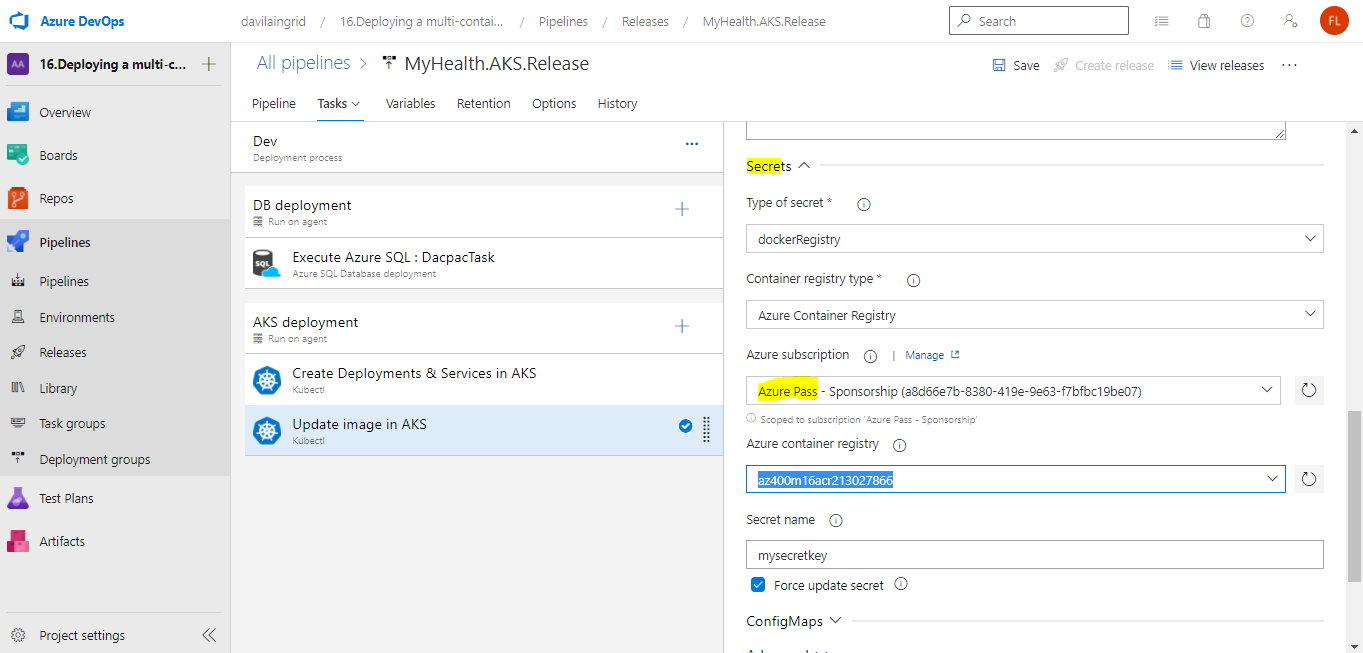 Azure DevOps
davilaingrid / 16.Deploying a multi-contai... / Pipelines / Releases / MyHealth.AKS.Release
Search
FL
AA 16.Deploying a multi-c...
Overview
Boards
Repos
Pipelines
Pipelines
Environments
Releases
Library
Task groups
Deployment groups
Test Plans
Artifacts
Project settings
All pipelines > MyHealth.AKS.Release
Save Create release View releases ...
Pipeline Tasks Variables Retention Options History
Dev
Deployment process
DB deployment
Run on agent
SQL
Execute Azure SQL : DacpacTask
Azure SQL Database deployment
AKS deployment
Run on agent
Create Deployments & Services in AKS
Kubectl
Update image in AKS
Kubectl
Secrets
Type of secret *
dockerRegistry
Container registry type *
Azure Container Registry
Azure subscription | Manage
Azure Pass - Sponsorship (a8d66e7b-8380-419e-9e63-f7bfbc19be07)
Scoped to subscription 'Azure Pass - Sponsorship'
Azure container registry
az400m16acr213027866
Secret name
mysecretkey
Force update secret
ConfigMaps